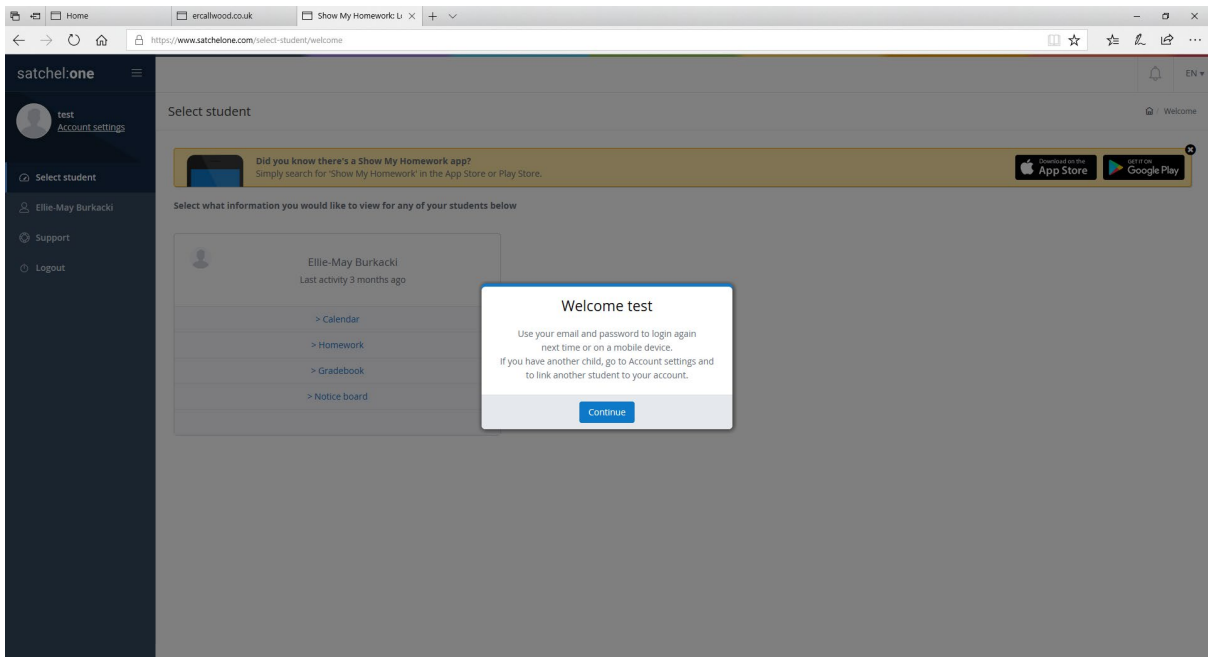 Home
ercallwood.co.uk
Show My Homework: Lo
https://www.satchelone.com/select-student/welcome
satchel:one
EN
test
Account settings
Select student
Welcome
Did you know there's a Show My Homework app?
Simply search for 'Show My Homework' in the App Store or Play Store.
Download on the
App Store
GET IT ON
Google Play
Select student
Ellie-May Burkacki
Support
Logout
Select what information you would like to view for any of your students below
Ellie-May Burkacki
Last activity 3 months ago
> Calendar
> Homework
> Gradebook
> Notice board
Welcome test
Use your email and password to login again
next time or on a mobile device.
If you have another child, go to Account settings and
to link another student to your account.
Continue